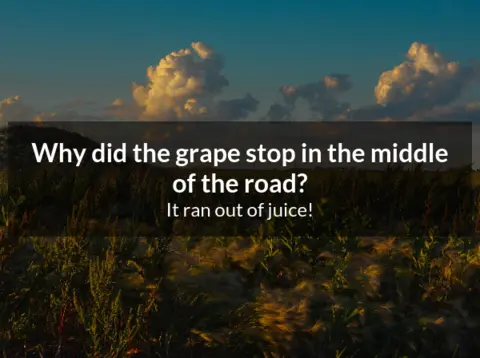 Why did the grape stop in the middle
of the road?
It ran out of juice!